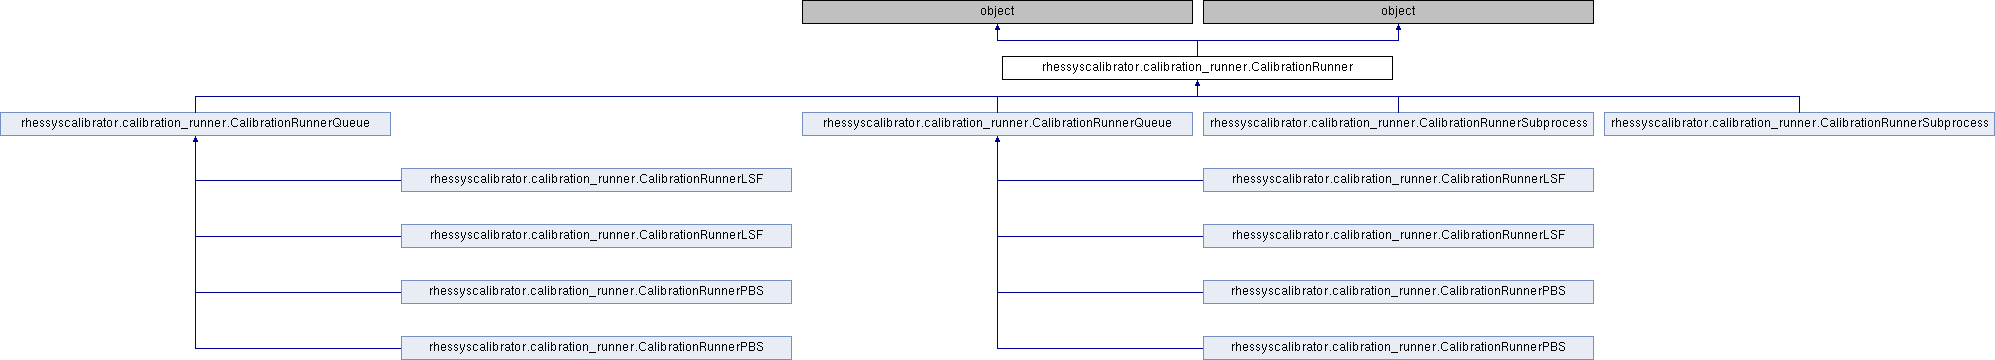 object
object
rhessyscalibrator.calibration_runner.CalibrationRunner
rhessyscalibrator.calibration_runner.CalibrationRunnerQueue
rhessyscalibrator.calibration_runner.CalibrationRunnerQueue
rhessyscalibrator.calibration_runner.CalibrationRunnerSubprocess
rhessyscalibrator.calibration_runner.CalibrationRunnerSubprocess
rhessyscalibrator.calibration_runner.CalibrationRunnerLSF
rhessyscalibrator.calibration_runner.CalibrationRunnerLSF
rhessyscalibrator.calibration_runner.CalibrationRunnerLSF
rhessyscalibrator.calibration_runner.CalibrationRunnerLSF
rhessyscalibrator.calibration_runner.CalibrationRunnerPBS
rhessyscalibrator.calibration_runner.CalibrationRunnerPBS
rhessyscalibrator.calibration_runner.CalibrationRunnerPBS
rhessyscalibrator.calibration_runner.CalibrationRunnerPBS